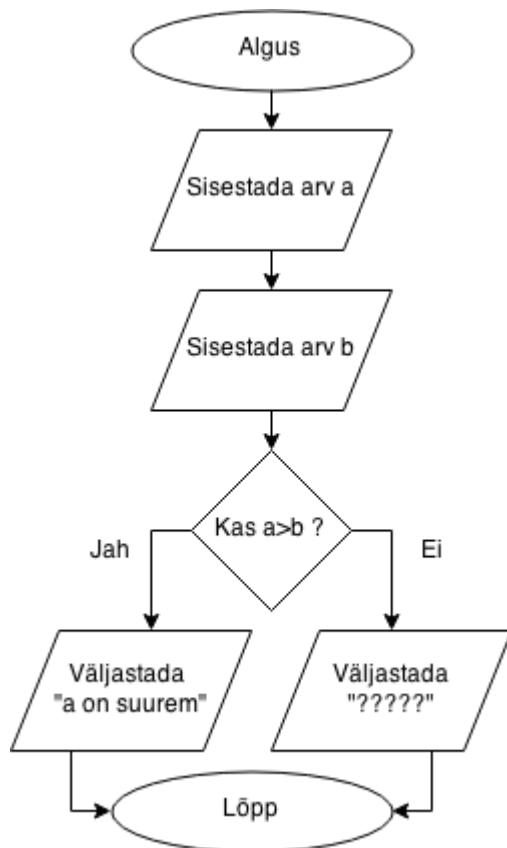 Algus
Sisestada arv a
Sisestada arv b
Kas a>b ?
Jah
Ei
Väljastada
"a on suurem"
Väljastada
"?????"
Lõpp